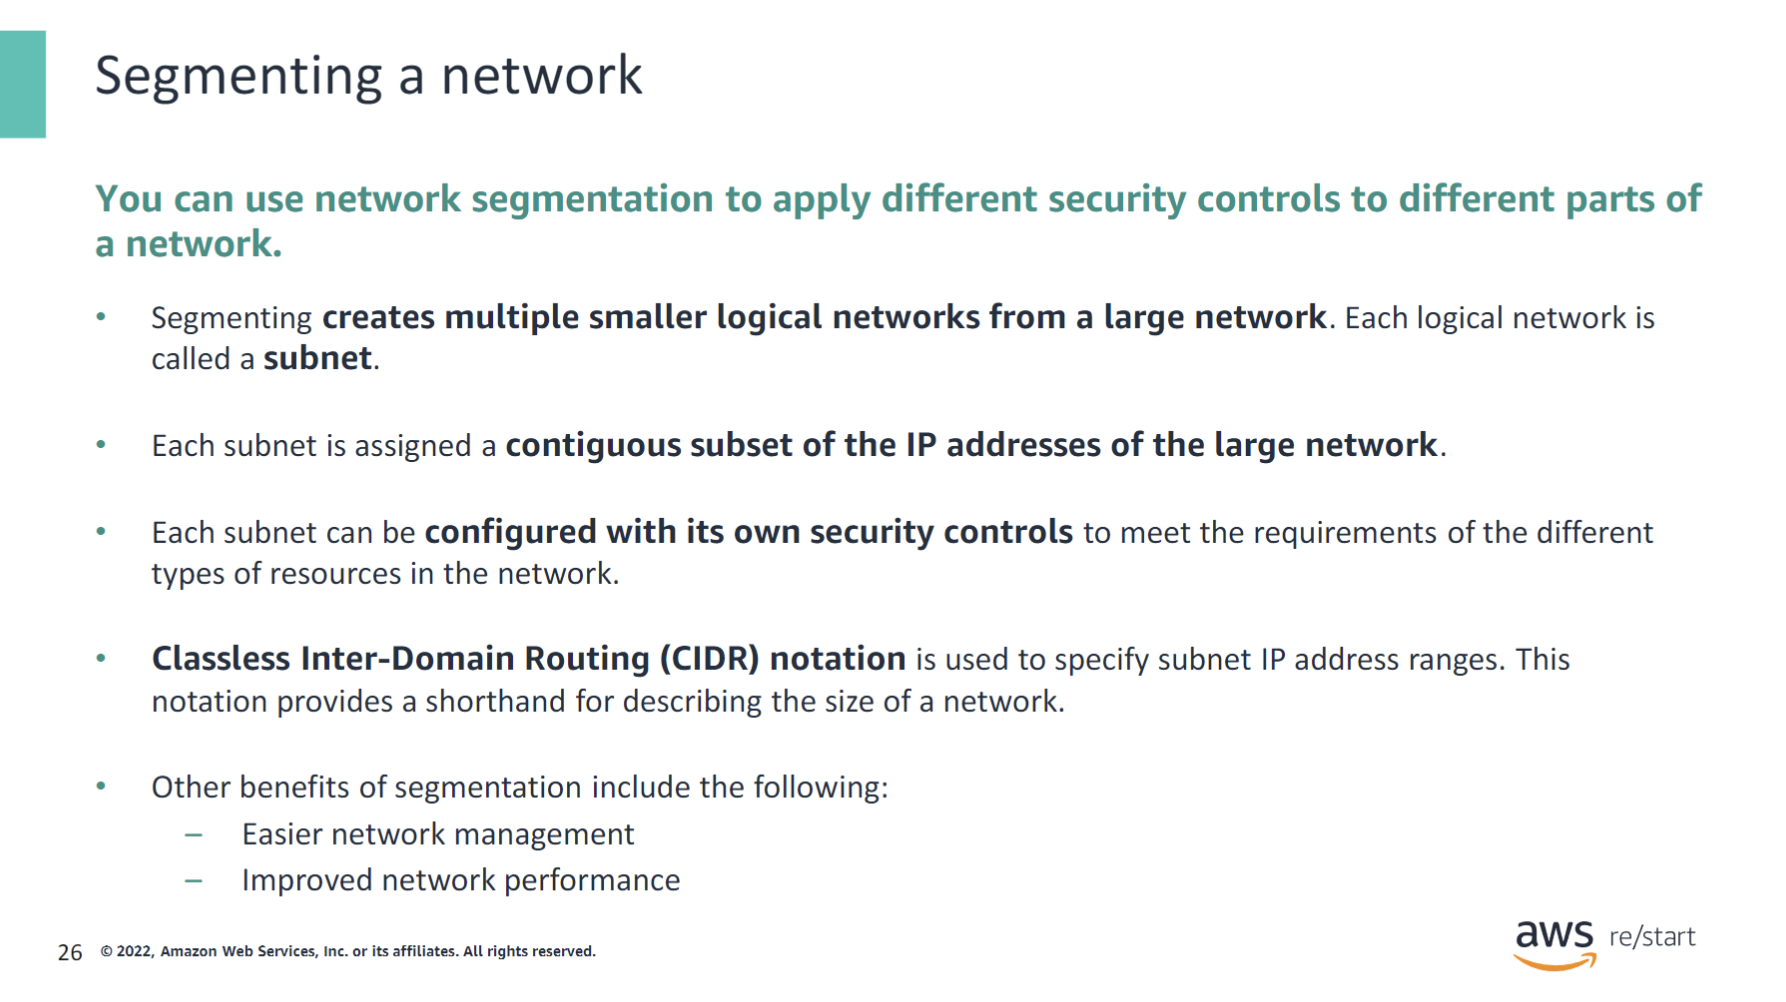 Segmenting a network
You can use network segmentation to apply different security controls to different parts of
a network.
• Segmenting creates multiple smaller logical networks from a large network. Each logical network is
called a subnet.
• Each subnet is assigned a contiguous subset of the IP addresses of the large network.
• Each subnet can be configured with its own security controls to meet the requirements of the different
types of resources in the network.
• Classless Inter-Domain Routing (CIDR) notation is used to specify subnet IP address ranges. This
notation provides a shorthand for describing the size of a network.
• Other benefits of segmentation include the following:
– Easier network management
– Improved network performance
26 © 2022, Amazon Web Services, Inc. or its affiliates. All rights reserved.
aws re/start